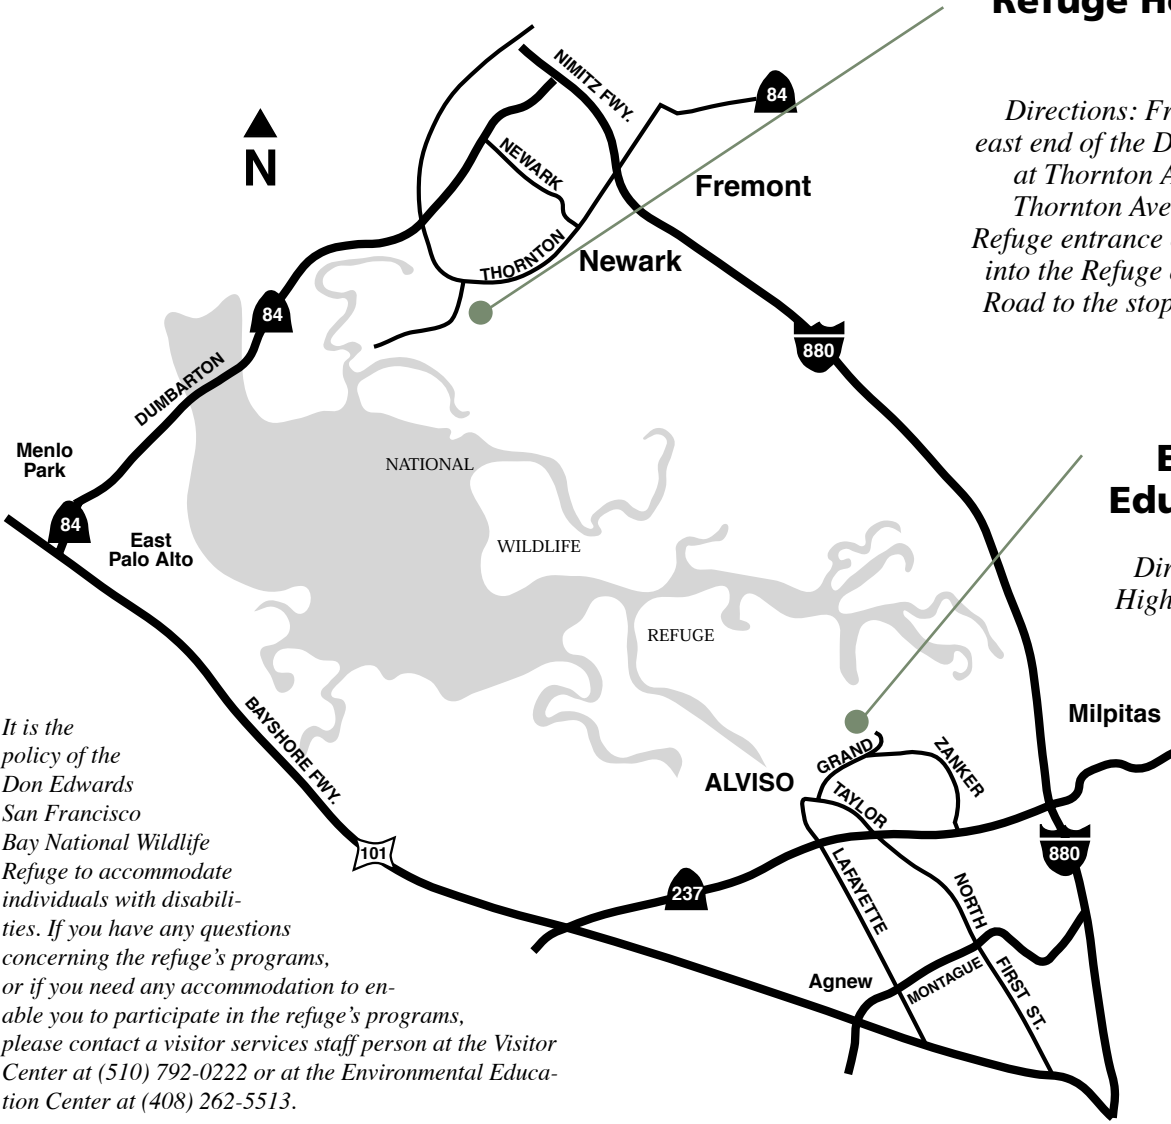 Refuge
NIMITZ FWY.
84
N
NEWARK
Fremont
THORNTON
Newark
84
880
DUMBARTON
Menlo
Park
84
East
Palo Alto
NATIONAL
WILDLIFE
REFUGE
BAYSHORE FWY.
101
237
ALVISO
GRAND
ZANKER
TAYLOR
Milpitas
880
LAFAYETTE
NORTH
FIRST ST.
Agnew
MONTAGUE
Directions: Fr
east end of the D
at Thornton A
Thornton Ave
Refuge entrance
into the Refuge
Road to the stop
E
Edu
Dir
High
It is the
policy of the
Don Edwards
San Francisco
Bay National Wildlife
Refuge to accommodate
individuals with disabili-
ties. If you have any questions
concerning the refuge's programs,
or if you need any accommodation to en-
able you to participate in the refuge's programs,
please contact a visitor services staff person at the Visitor
Center at (510) 792-0222 or at the Environmental Educa-
tion Center at (408) 262-5513.